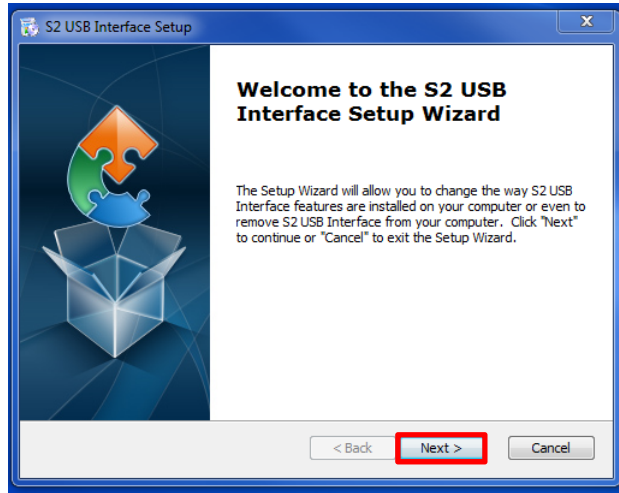 S2 USB Interface Setup
X
Welcome to the S2 USB
Interface Setup Wizard
The Setup Wizard will allow you to change the way S2 USB
Interface features are installed on your computer or even to
remove S2 USB Interface from your computer.  Click "Next"
to continue or "Cancel" to exit the Setup Wizard.
< Back Next > Cancel